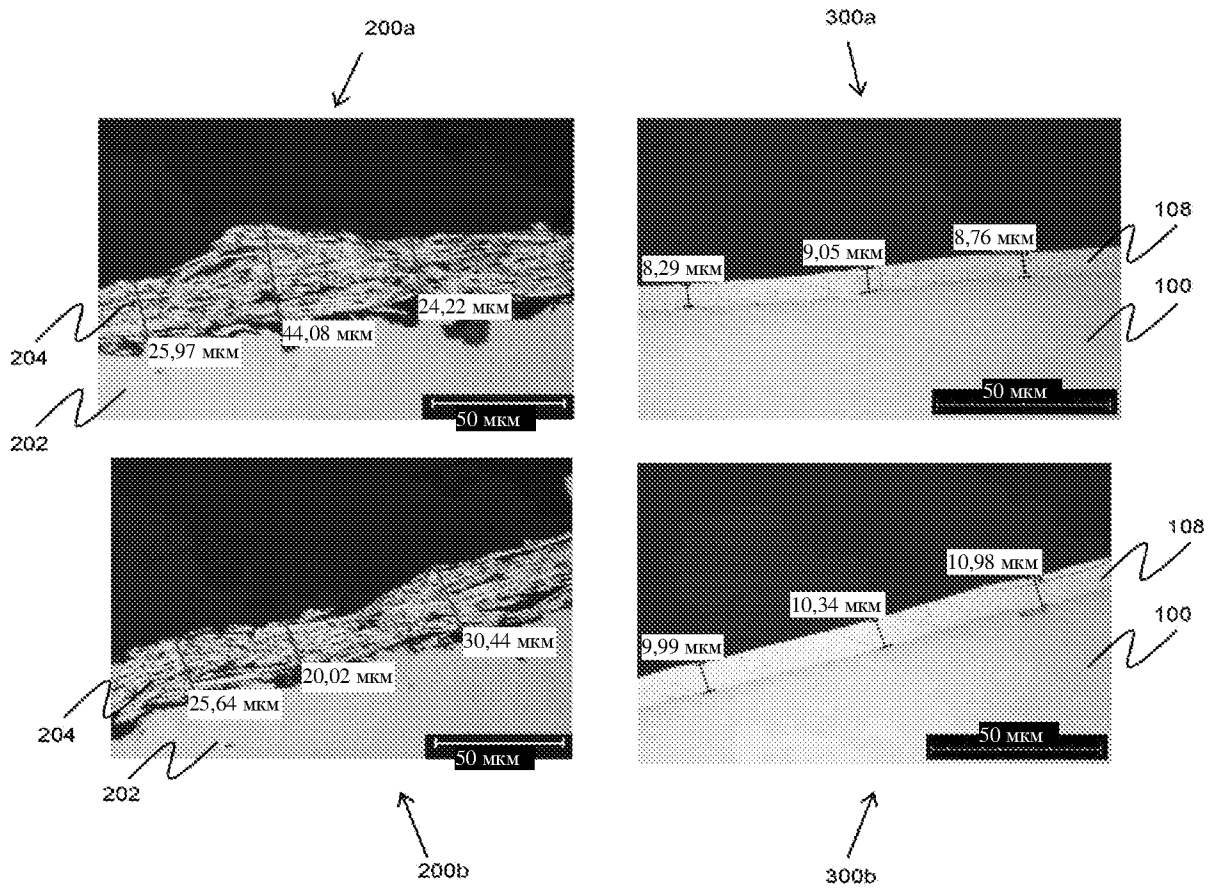 200a
300a
8,29 мкм
9,05 мкм
8,76 мкм
108
100
25,97 мкм
44,08 мкм
24,22 мкм
204
202
50 мкм
50 мкм
9,99 мкм
10,34 мкм
10,98 мкм
108
100
25,64 мкм
20,02 мкм
30,44 мкм
204
202
50 мкм
50 мкм
200b
300b